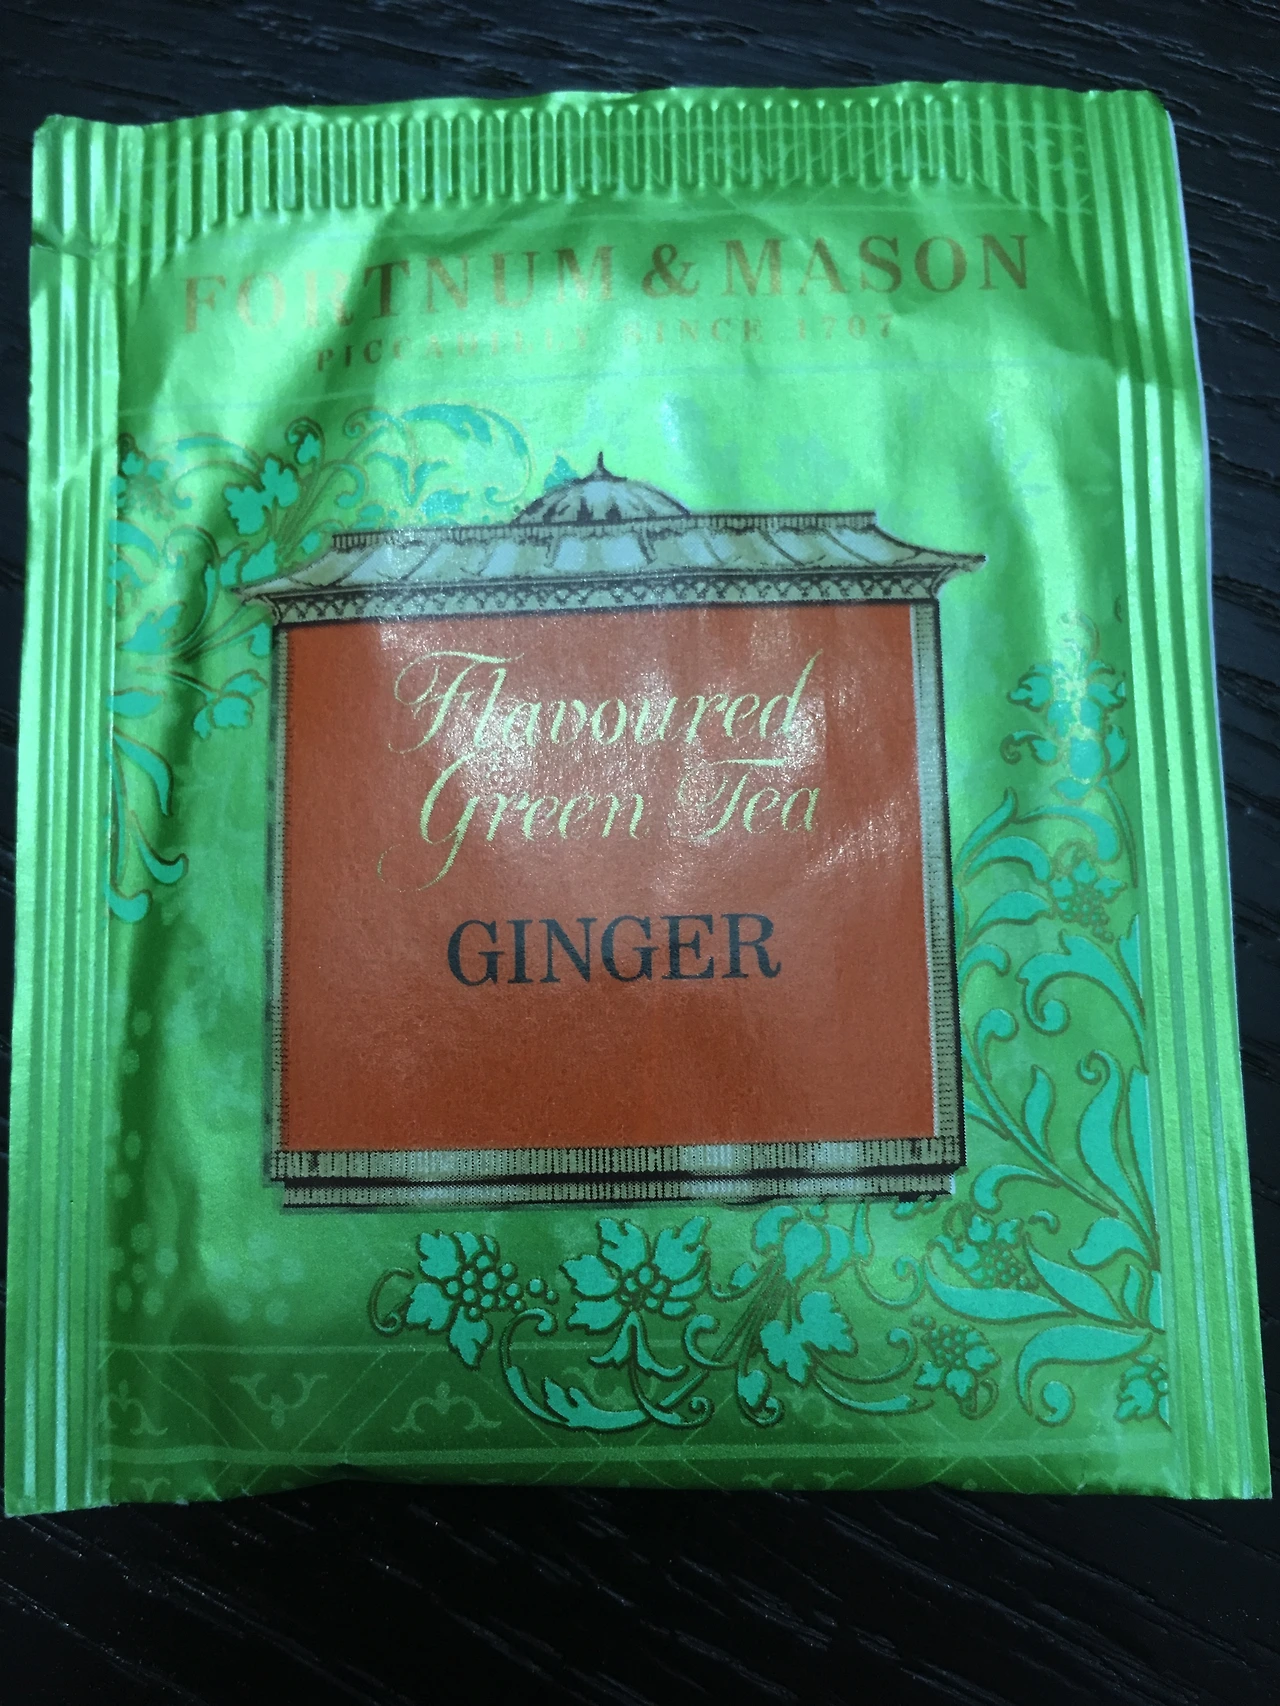 FORTNUM & MASON
PICCADILLY SINCE 1707
Flavoured
Green Tea
GINGER